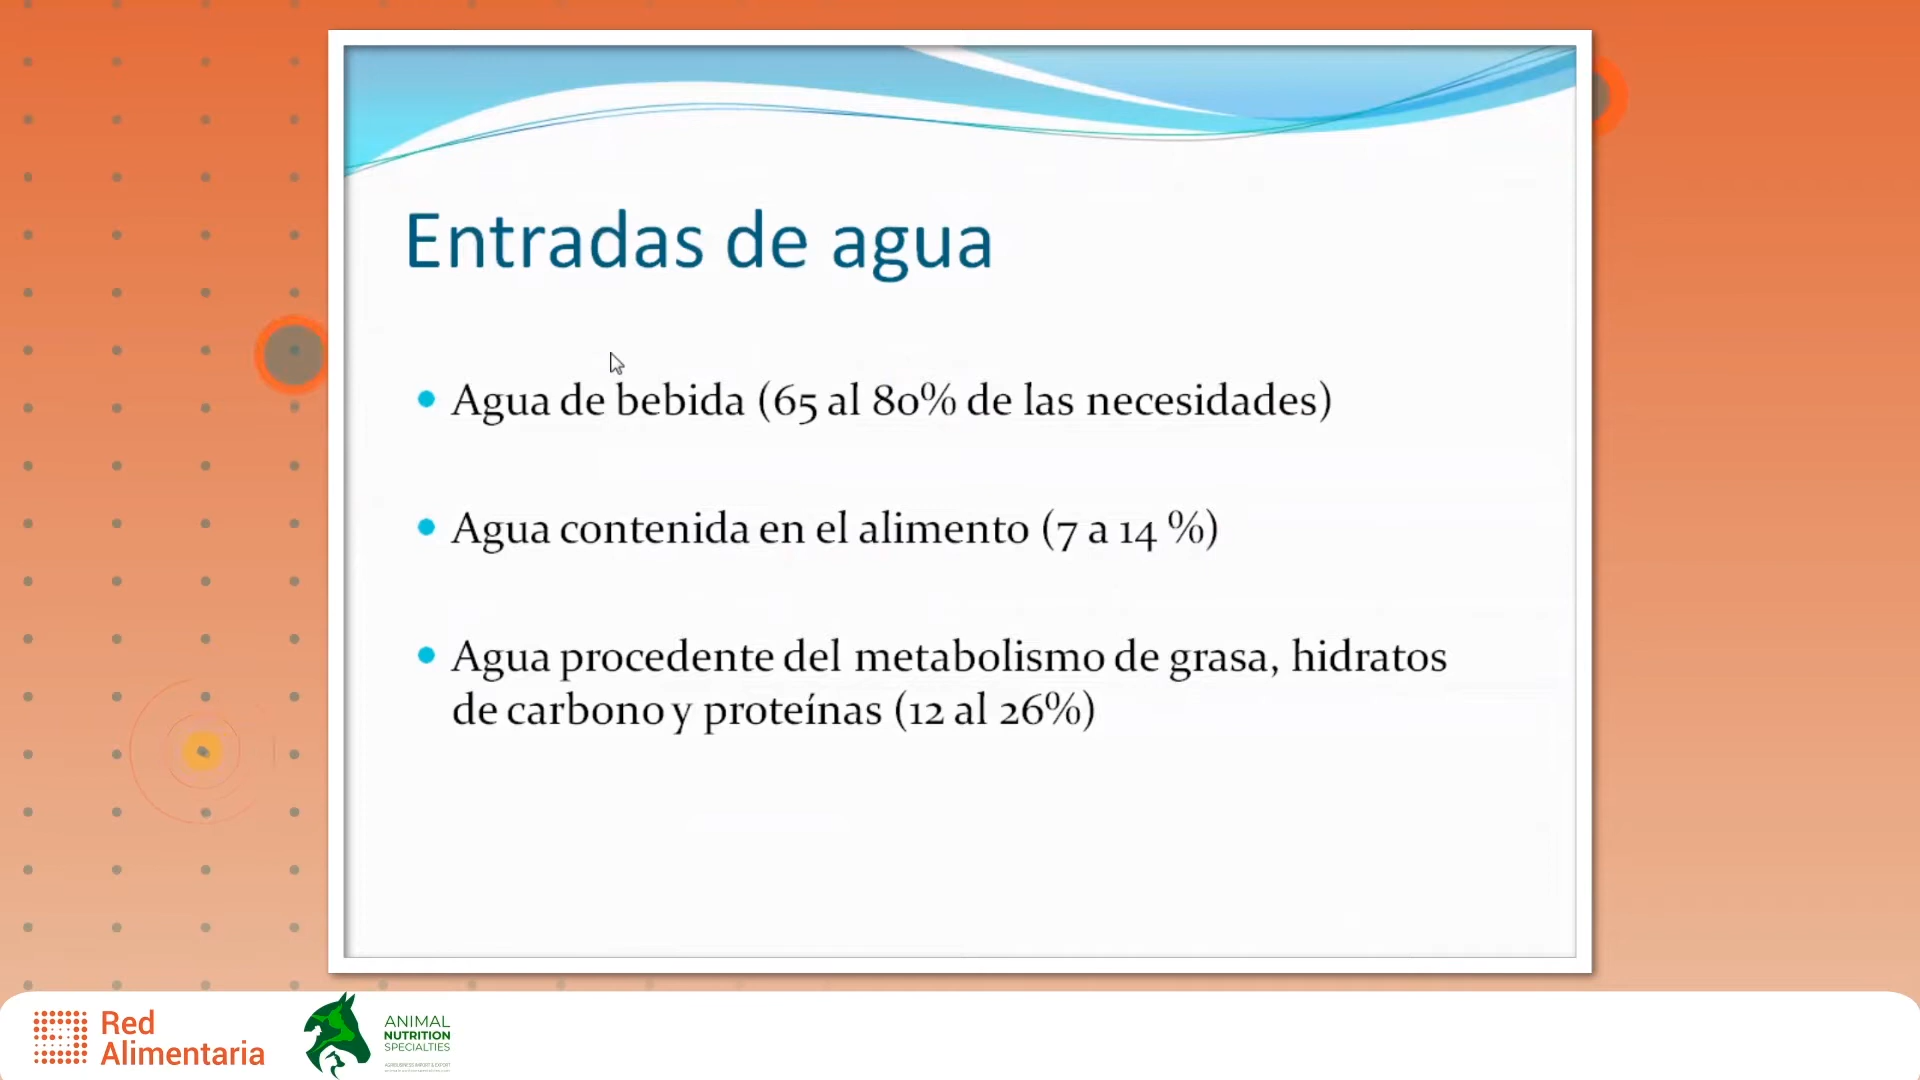 Entradas de agua
Agua de bebida (65 al 80% de las necesidades)
Agua contenida en el alimento (7 a 14 %)
Agua procedente del metabolismo de grasa, hidratos
de carbono y proteínas (12 al 26%)
Red
Alimentaria
ANIMAL
NUTRITION
SPECIALTIES